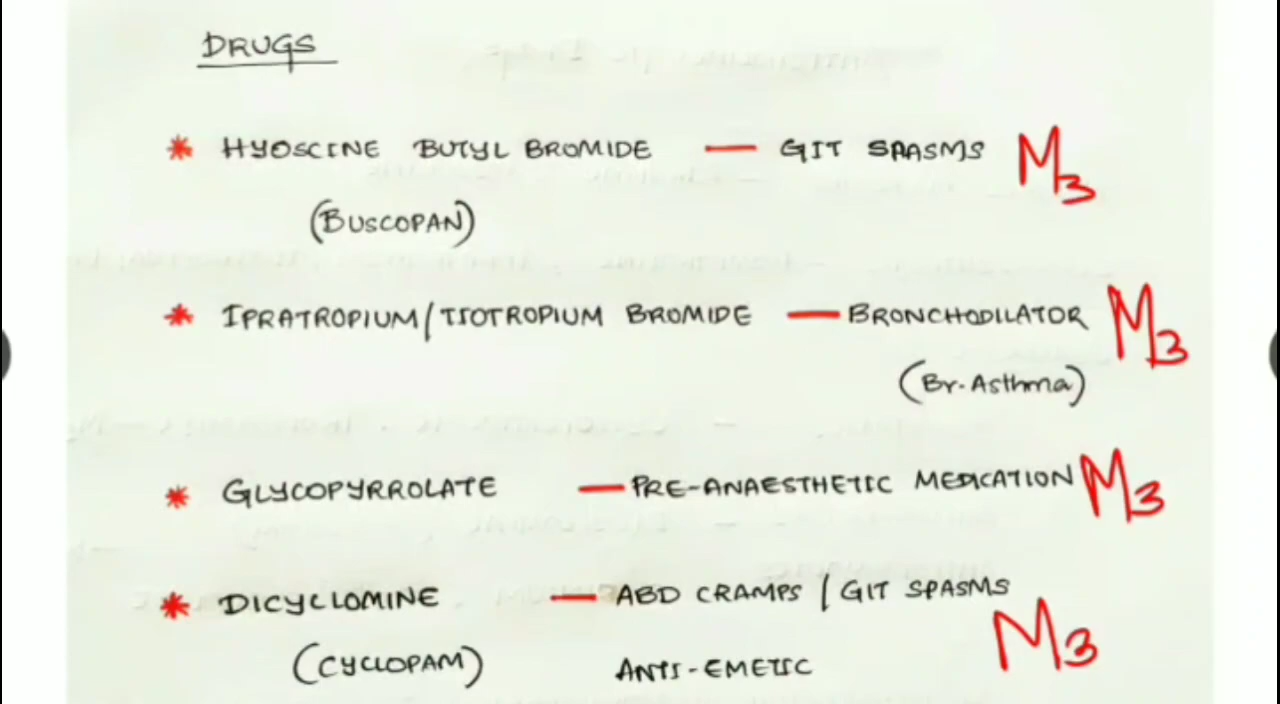 DRUGS
* HYOSCINE BUTYL BROMIDE — GIT SPASMS M3
(BUSCOPAN)
* IPRATROPIUM/TIOTROPIUM BROMIDE — BRONCHODILATOR M3
(Br. Asthma)
* GLYCOPYRROLATE — PRE-ANAESTHETIC MEDICATION M3
* DICYCLOMINE — ABD CRAMPS / GIT SPASMS M3
(CYCLOPAM) ANTI-EMETIC